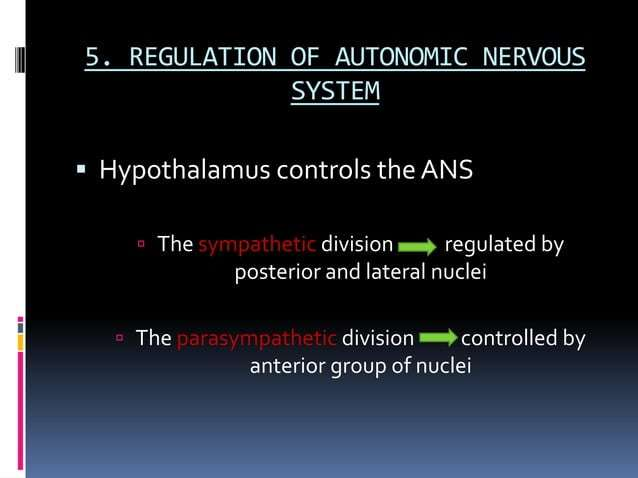 5. REGULATION OF AUTONOMIC NERVOUS
SYSTEM
Hypothalamus controls the ANS
The sympathetic division regulated by
posterior and lateral nuclei
The parasympathetic division controlled by
anterior group of nuclei